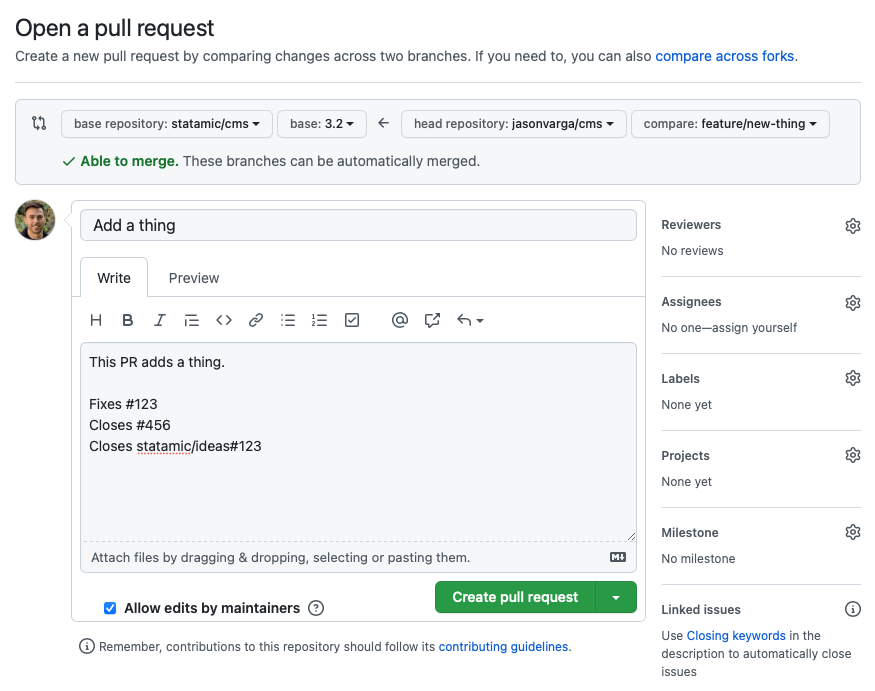 Open a pull request
Create a new pull request by comparing changes across two branches. If you need to, you can also compare across forks.
base repository: statamic/cms
base: 3.2
head repository: jasonvarga/cms
compare: feature/new-thing
Able to merge. These branches can be automatically merged.
Add a thing
Write
Preview
This PR adds a thing.
Fixes #123
Closes #456
Closes statamic/ideas#123
Attach files by dragging & dropping, selecting or pasting them.
Allow edits by maintainers
Create pull request
Remember, contributions to this repository should follow its contributing guidelines.
Reviewers
No reviews
Assignees
No one—assign yourself
Labels
None yet
Projects
None yet
Milestone
No milestone
Linked issues
Use Closing keywords in the
description to automatically close
issues